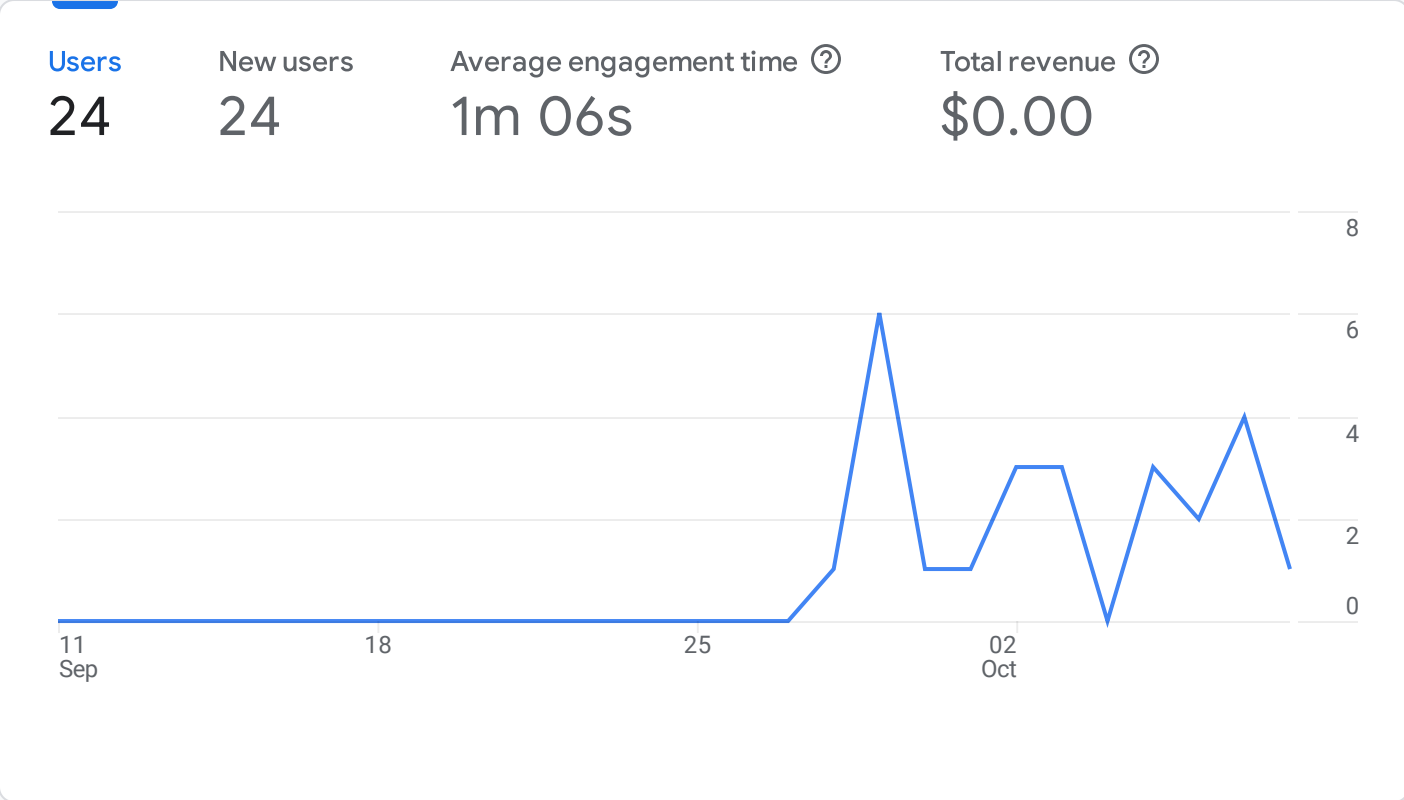 Users New users Average engagement time Total revenue
24 24 1m 06s $0.00
8
6
4
2
0
11 18 25 02
Sep Oct